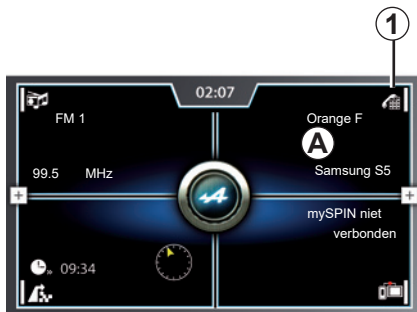 1
02:07
FM 1
Orange F
A
99.5 MHz
Samsung S5
mySPIN niet
verbonden
09:34